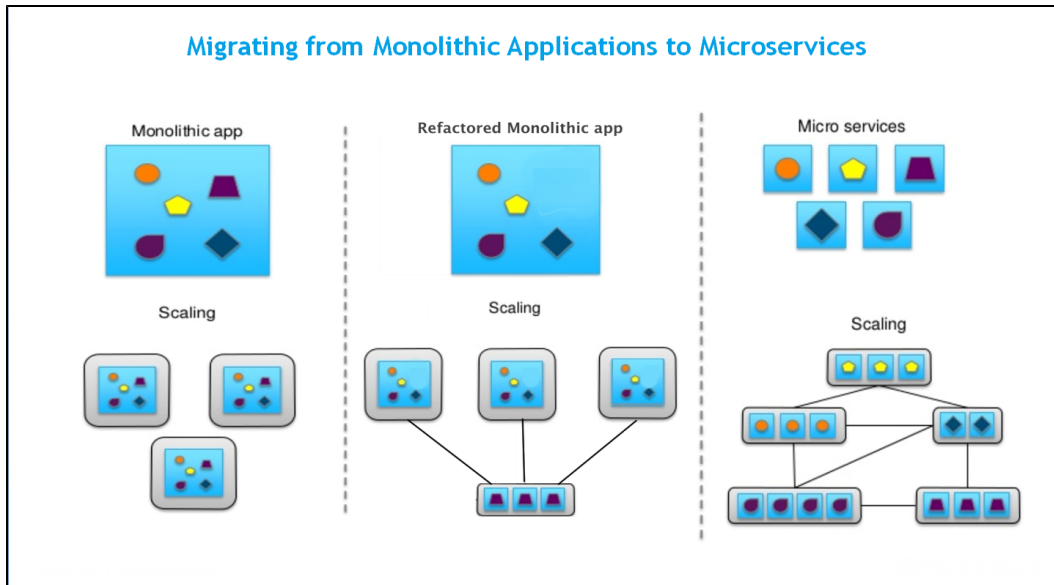 Migrating from Monolithic Applications to Microservices
Monolithic app
Scaling
Refactored Monolithic app
Scaling
Micro services
Scaling